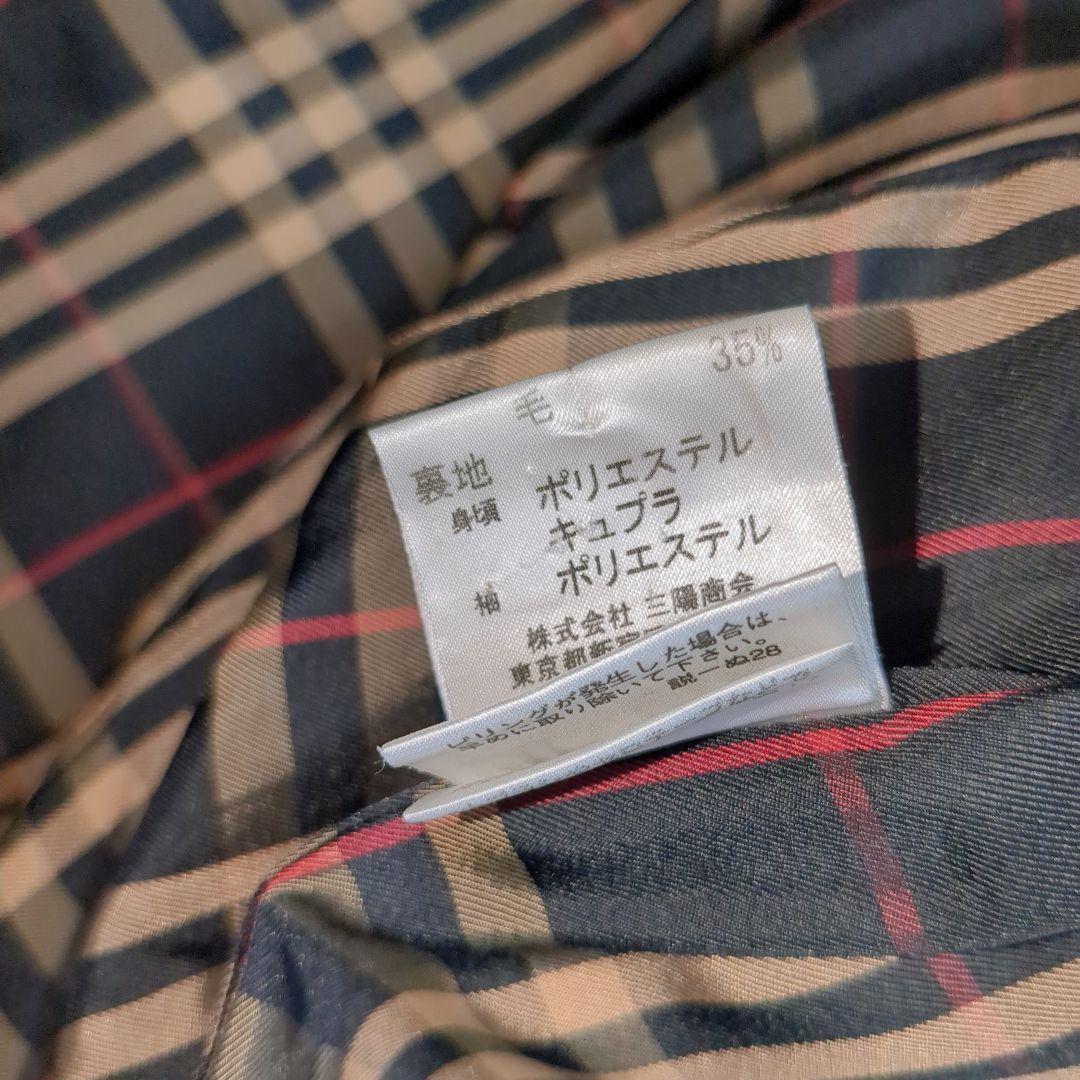 毛 35%
裏地
身頃 ポリエステル
キュプラ
袖 ポリエステル
株式会社 三陽商会
東京都新宿
ピリングが発生した場合は、
早めに取り除いて下さい。
説ーぬ28